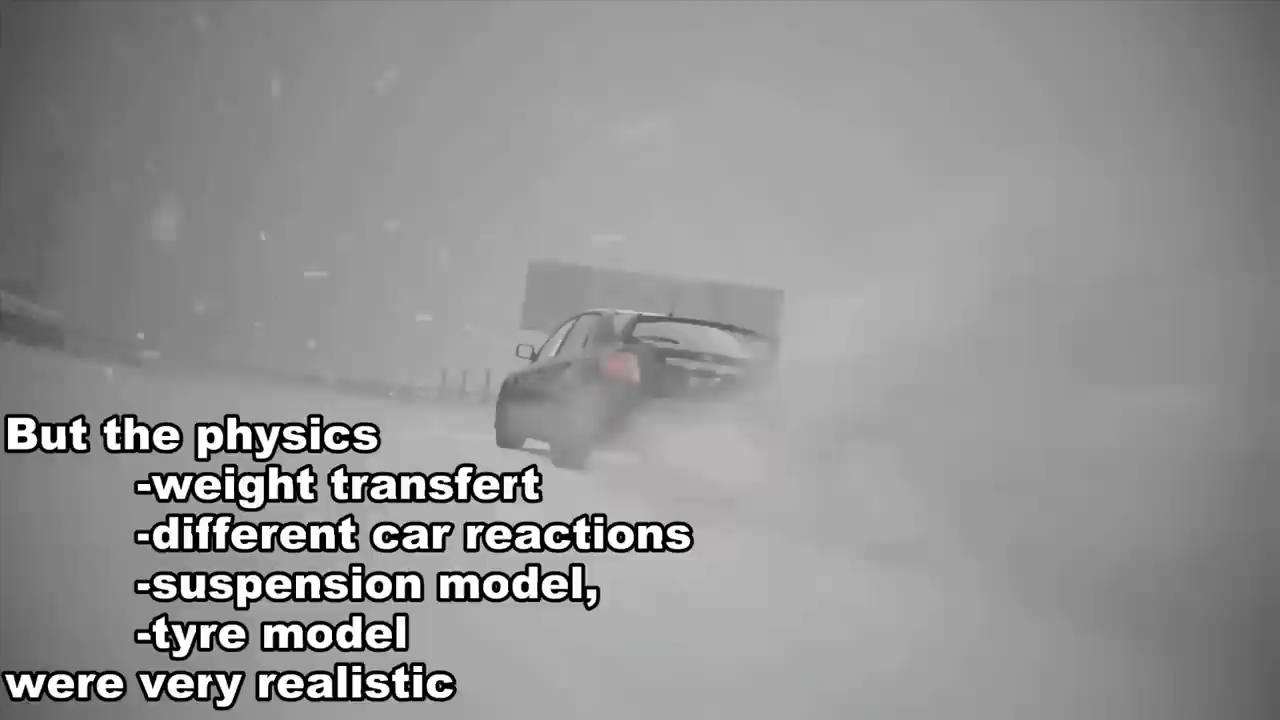 But the physics
-weight transfert
-different car reactions
-suspension model,
-tyre model
were very realistic